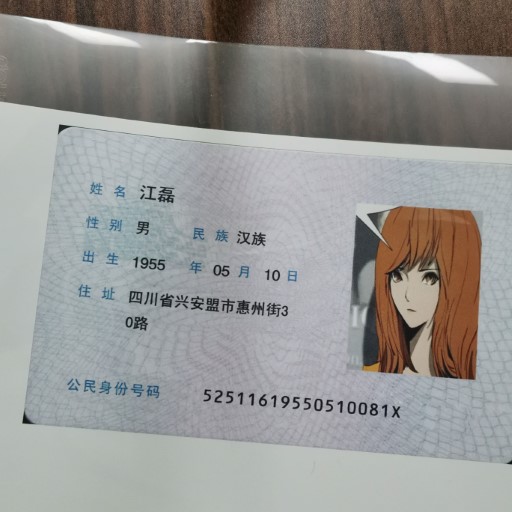 姓名 江磊
性别 男 民族 汉族
出生 1955 年 05 月 10 日
住址 四川省兴安盟市惠州街3
0路
公民身份号码 52511619550510081X